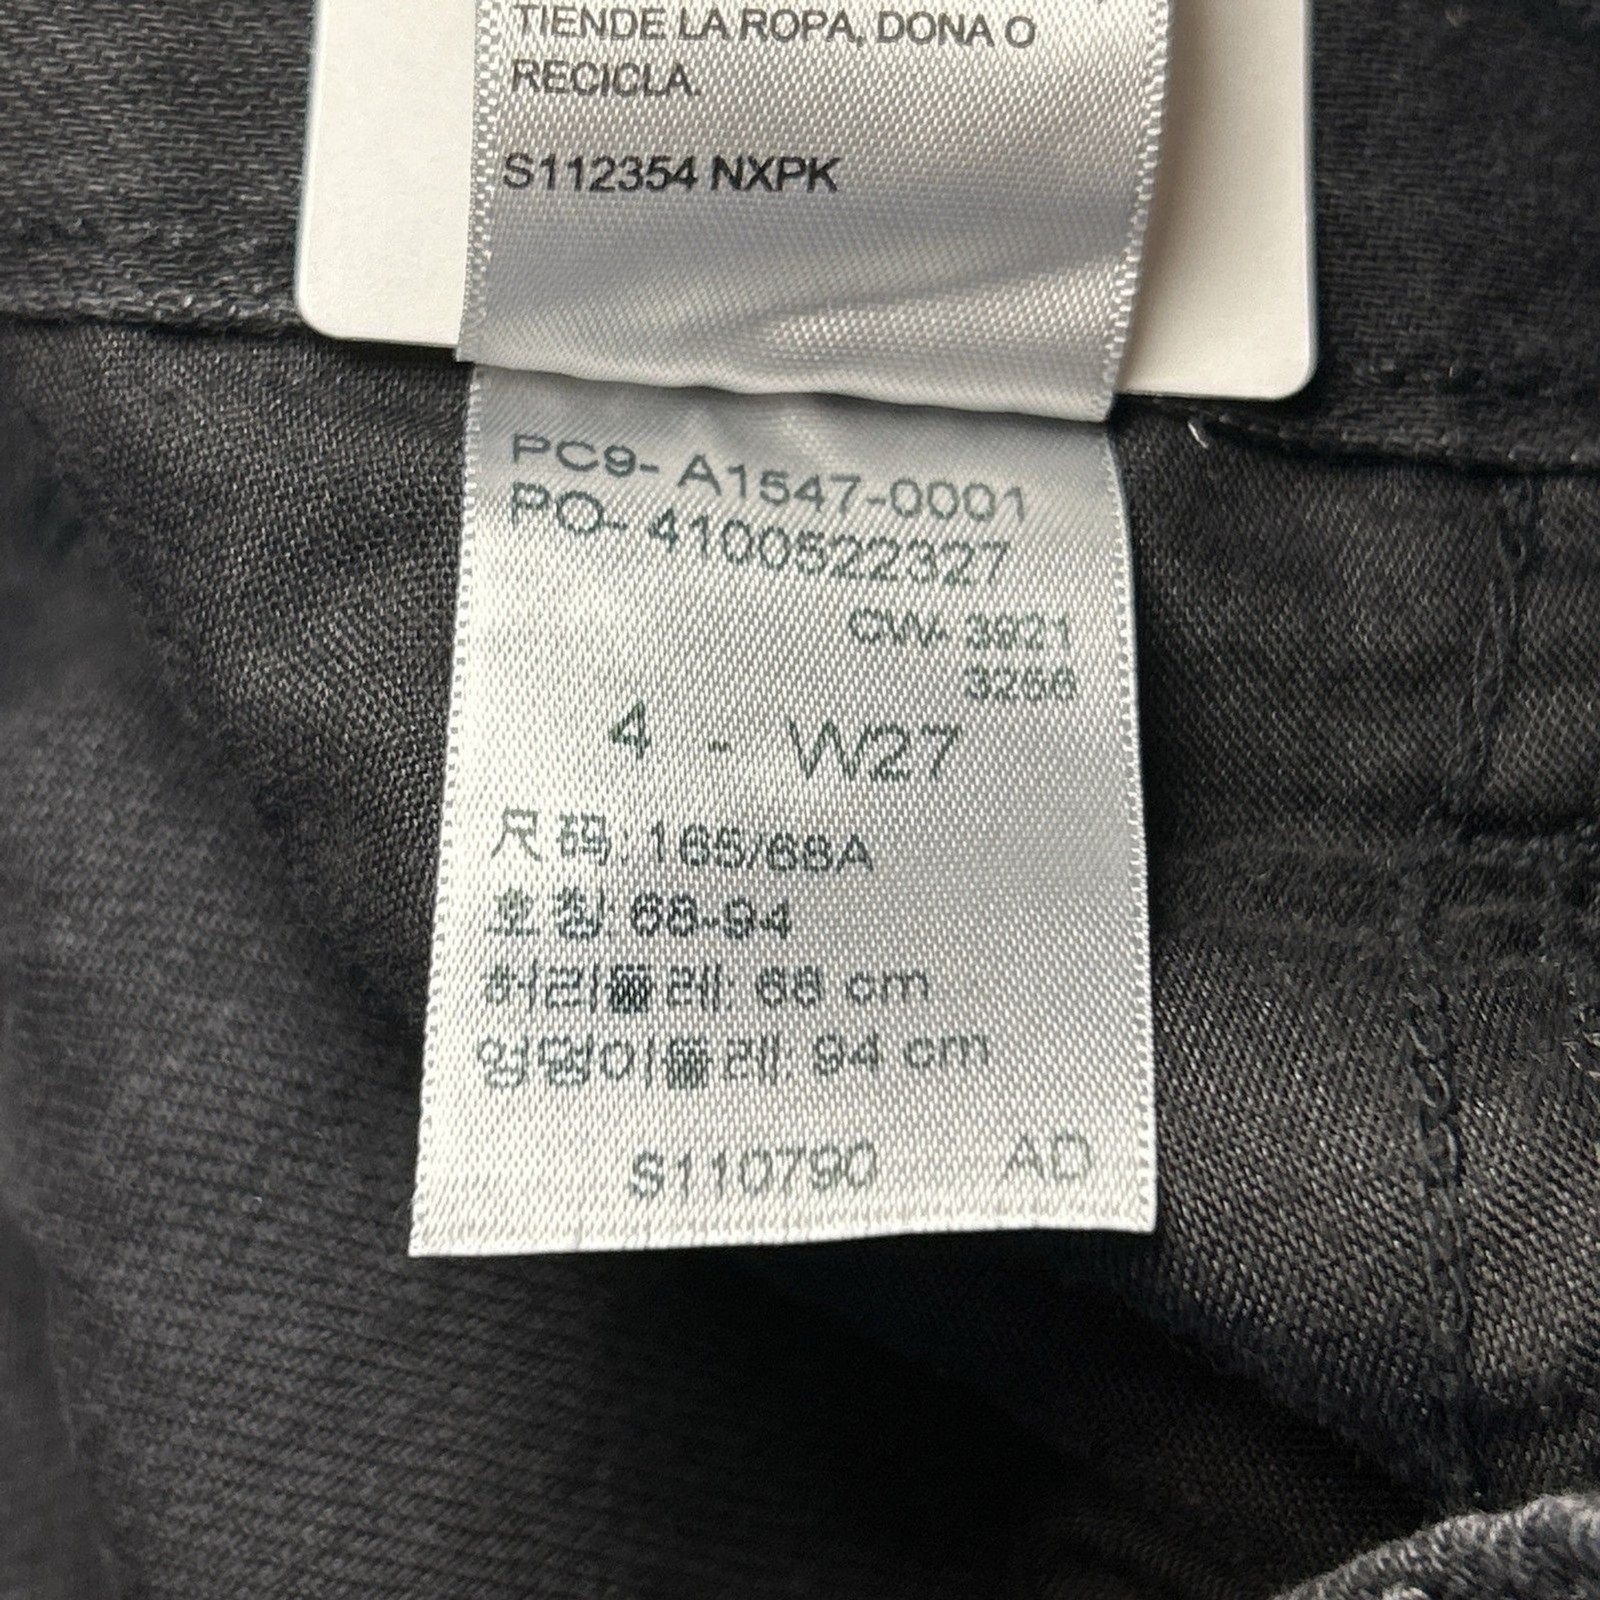 TIENDE LA ROPA, DONA O
RECICLA.
S112354 NXPK
PC9- A1547-0001
PO- 4100522327
CW- 3921
3266
4 - W27
尺码: 165/68A
호칭: 68-94
허리둘레: 68 cm
엉덩이둘레: 94 cm
S110790 AD